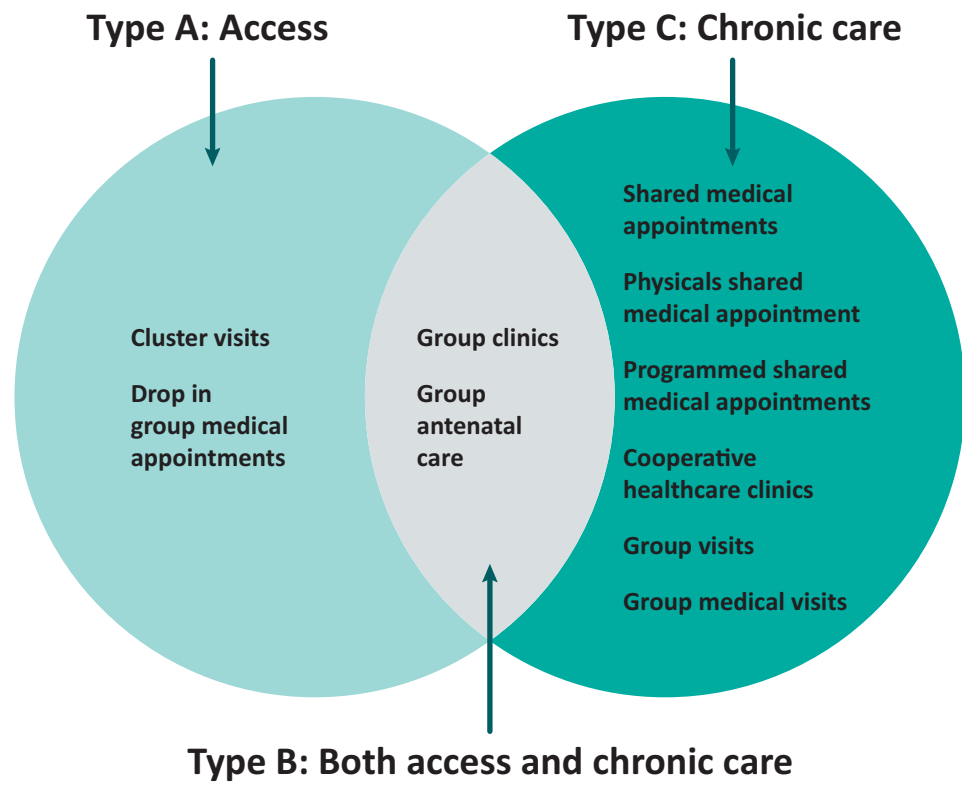 Type A: Access
Type C: Chronic care
Cluster visits
Drop in
group medical
appointments
Group clinics
Group
antenatal
care
Shared medical
appointments
Physicals shared
medical appointment
Programmed shared
medical appointments
Cooperative
healthcare clinics
Group visits
Group medical visits
Type B: Both access and chronic care